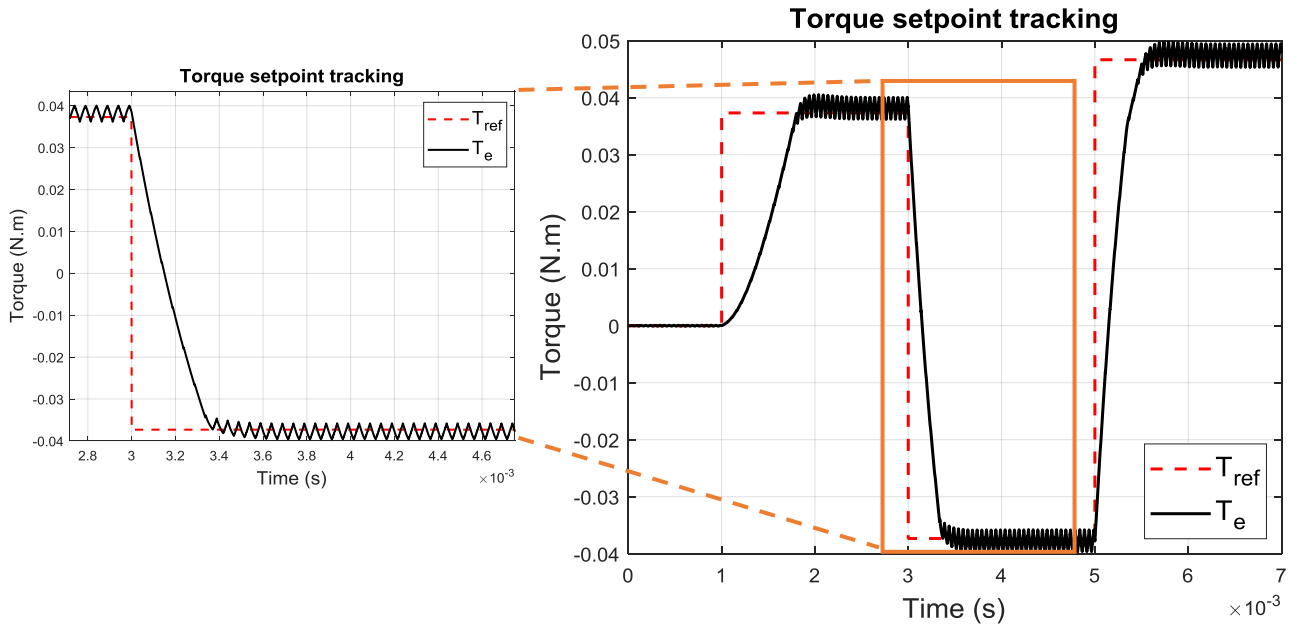 Torque setpoint tracking
0.04
0.03
0.02
0.01
0
-0.01
-0.02
-0.03
-0.04
Torque (N.m)
T_ref
T_e
2.8 3 3.2 3.4 3.6 3.8 4 4.2 4.4 4.6
Time (s)
×10^-3
Torque setpoint tracking
0.05
0.04
0.03
0.02
0.01
0
-0.01
-0.02
-0.03
-0.04
Torque (N.m)
T_ref
T_e
0 1 2 3 4 5 6 7
Time (s)
×10^-3